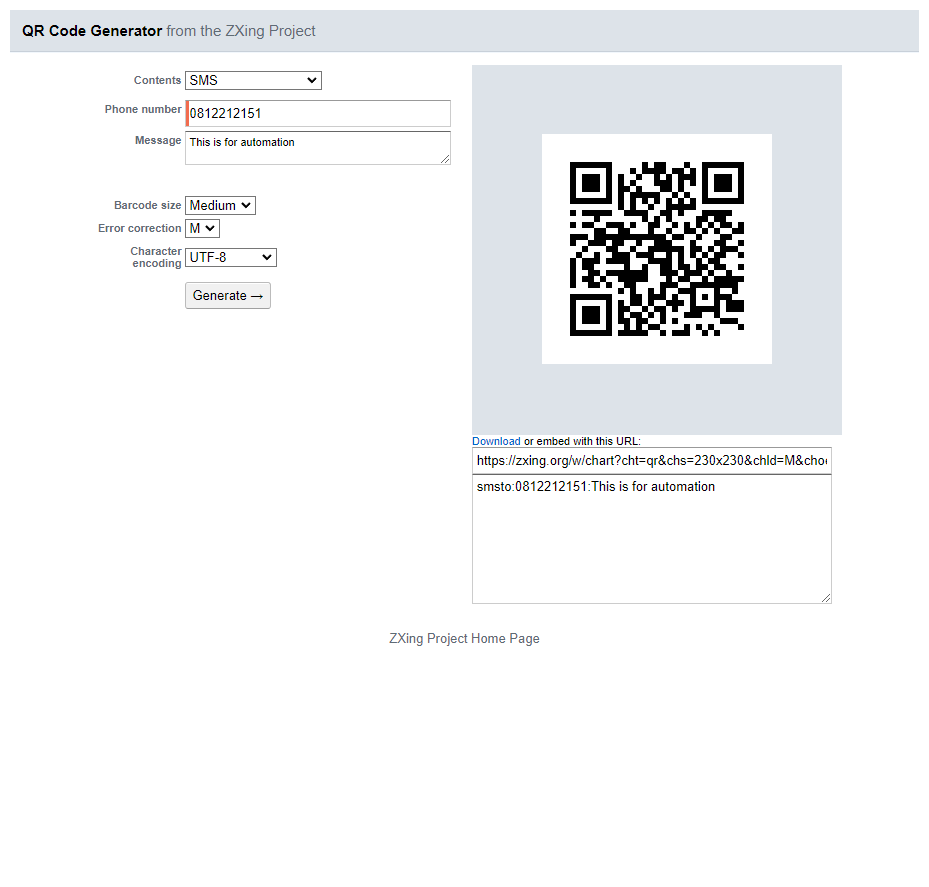 QR Code Generator from the ZXing Project
Contents SMS
Phone number 0812212151
Message This is for automation
Barcode size Medium
Error correction M
Character encoding UTF-8
Generate →
Download or embed with this URL:
https://zxing.org/w/chart?cht=qr&chs=230x230&chld=M&choe
smsto:0812212151:This is for automation
ZXing Project Home Page